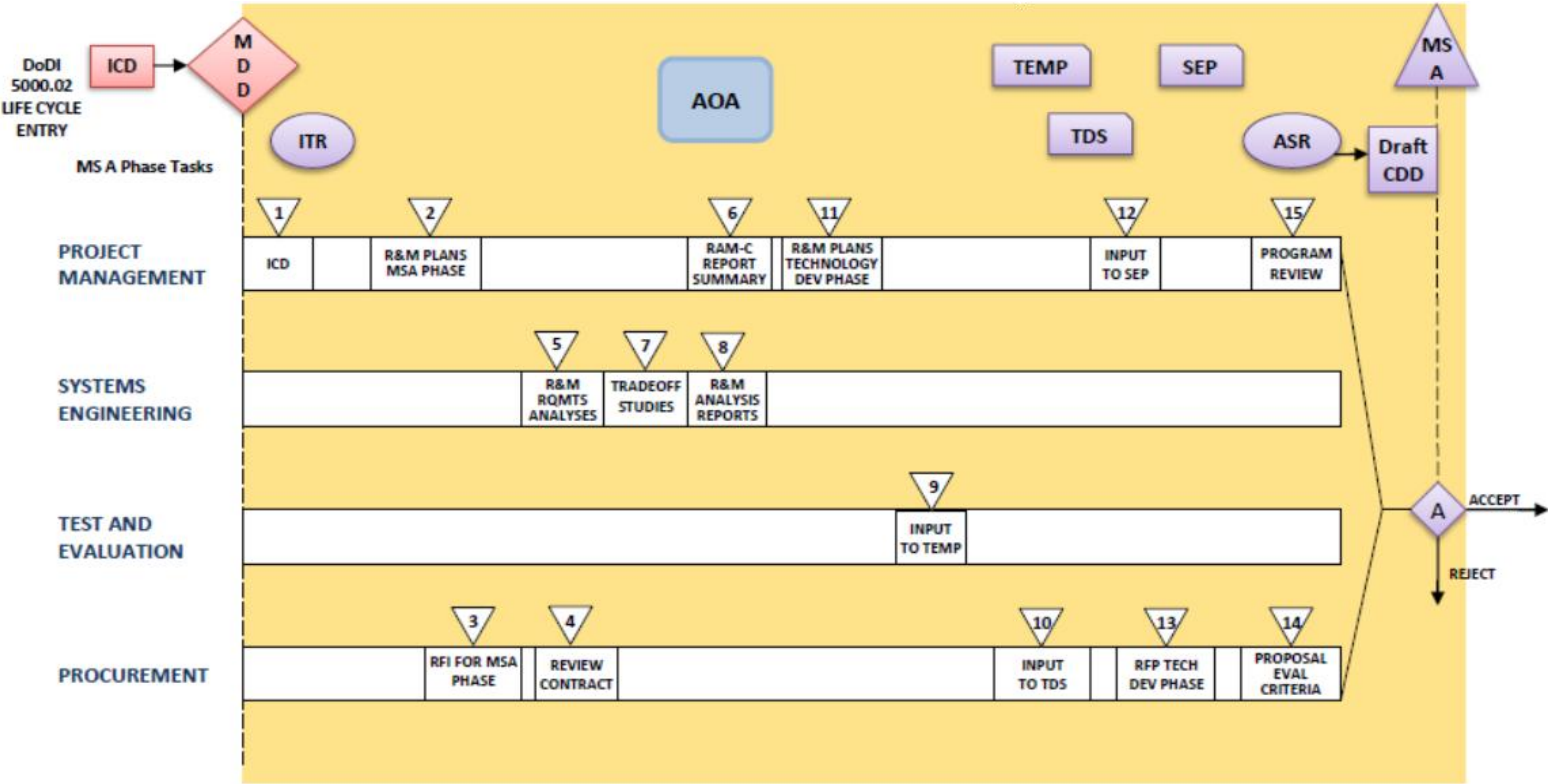 DoDI
5000.02
LIFE CYCLE
ENTRY
ICD
M
D
D
AOA
TEMP
SEP
MS
A
ITR
TDS
ASR
Draft
CDD
MS A Phase Tasks
1
2
6
11
12
15
PROJECT
MANAGEMENT
ICD
R&M PLANS
MSA PHASE
RAM-C
REPORT
SUMMARY
R&M PLANS
TECHNOLOGY
DEV PHASE
INPUT
TO SEP
PROGRAM
REVIEW
5
7
8
SYSTEMS
ENGINEERING
R&M
RQMTS
ANALYSES
TRADEOFF
STUDIES
R&M
ANALYSIS
REPORTS
9
TEST AND
EVALUATION
INPUT
TO TEMP
A
ACCEPT
REJECT
3
4
10
13
14
PROCUREMENT
RFI FOR MSA
PHASE
REVIEW
CONTRACT
INPUT
TO TDS
RFP TECH
DEV PHASE
PROPOSAL
EVAL
CRITERIA